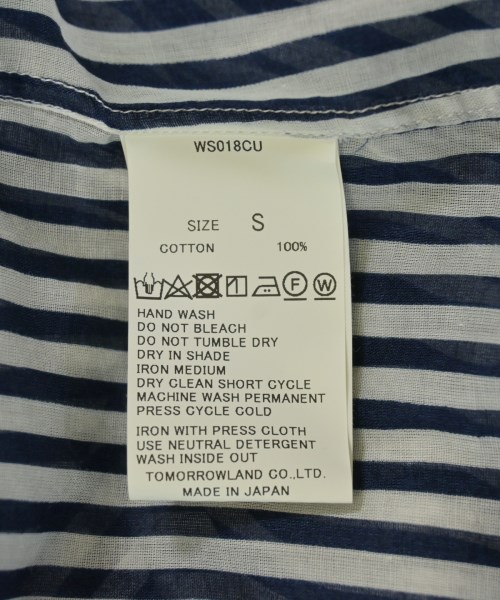 WS018CU
SIZE S
COTTON 100%
F W
HAND WASH
DO NOT BLEACH
DO NOT TUMBLE DRY
DRY IN SHADE
IRON MEDIUM
DRY CLEAN SHORT CYCLE
MACHINE WASH PERMANENT
PRESS CYCLE COLD
IRON WITH PRESS CLOTH
USE NEUTRAL DETERGENT
WASH INSIDE OUT
TOMORROWLAND CO.,LTD.
MADE IN JAPAN